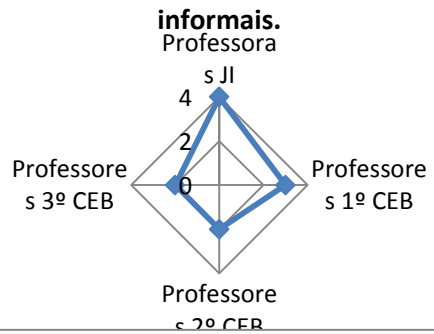 informais.
Professora
s JI
4
2
0
Professore
s 3º CEB
Professore
s 1º CEB
Professore
s 2º CEB